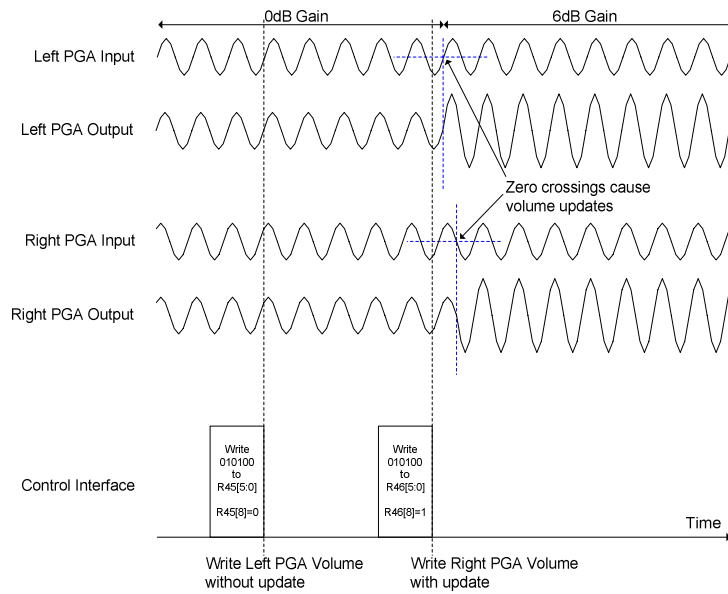 0dB Gain
6dB Gain
Left PGA Input
Left PGA Output
Zero crossings cause
volume updates
Right PGA Input
Right PGA Output
Write
010100
to
R45[5:0]
R45[8]=0
Write
010100
to
R46[5:0]
R46[8]=1
Control Interface
Time
Write Left PGA Volume
without update
Write Right PGA Volume
with update